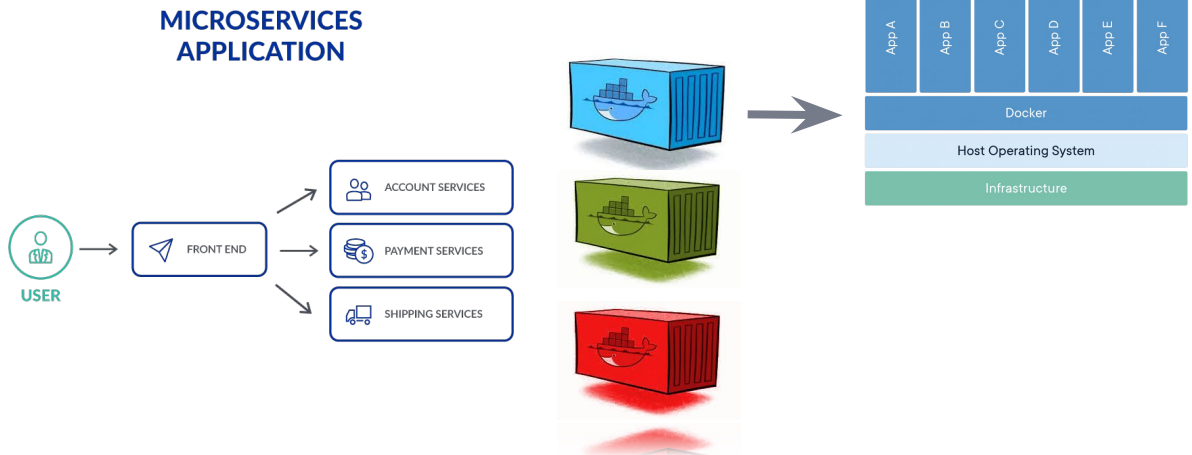 MICROSERVICES
APPLICATION
USER
FRONT END
ACCOUNT SERVICES
PAYMENT SERVICES
$
SHIPPING SERVICES
App A
App B
App C
App D
App E
App F
Docker
Host Operating System
Infrastructure